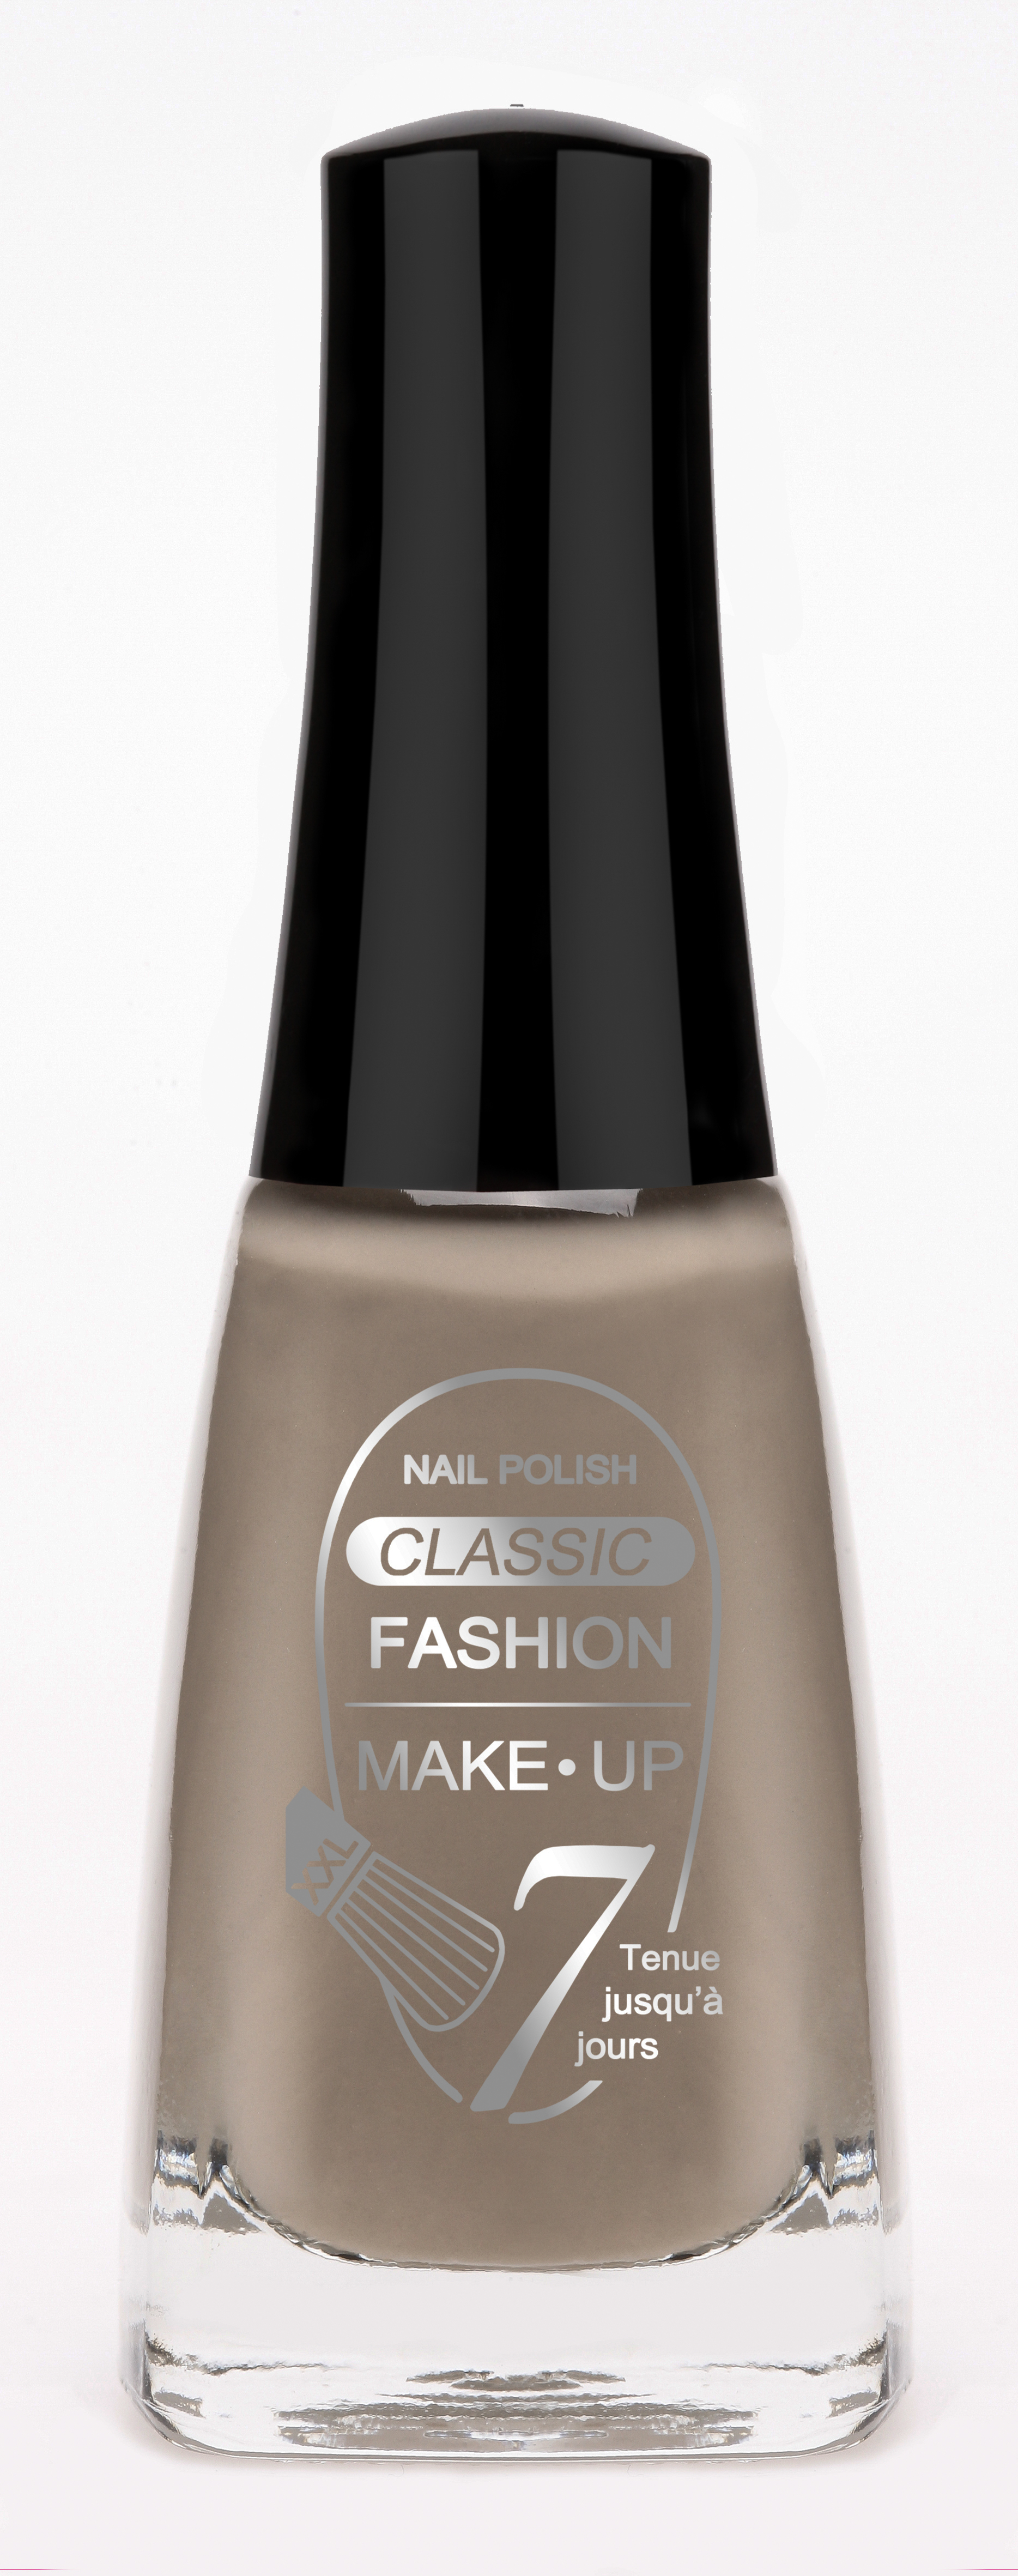 NAIL POLISH
CLASSIC
FASHION
MAKE•UP
XXL
7
Tenue
jusqu'à
jours